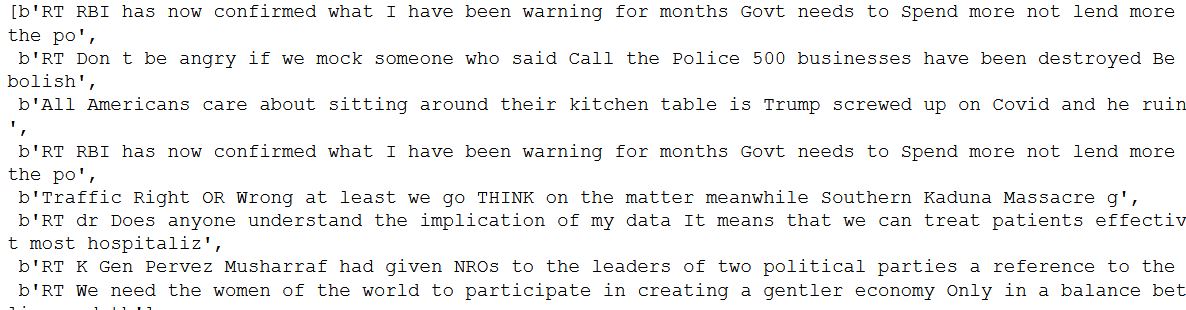 [b'RT RBI has now confirmed what I have been warning for months Govt needs to Spend more not lend more
the po',
b'RT Don t be angry if we mock someone who said Call the Police 500 businesses have been destroyed Be
bolish',
b'All Americans care about sitting around their kitchen table is Trump screwed up on Covid and he ruin
',
b'RT RBI has now confirmed what I have been warning for months Govt needs to Spend more not lend more
the po',
b'Traffic Right OR Wrong at least we go THINK on the matter meanwhile Southern Kaduna Massacre g',
b'RT dr Does anyone understand the implication of my data It means that we can treat patients effectiv
t most hospitaliz',
b'RT K Gen Pervez Musharraf had given NROs to the leaders of two political parties a reference to the
b'RT We need the women of the world to participate in creating a gentler economy Only in a balance bet